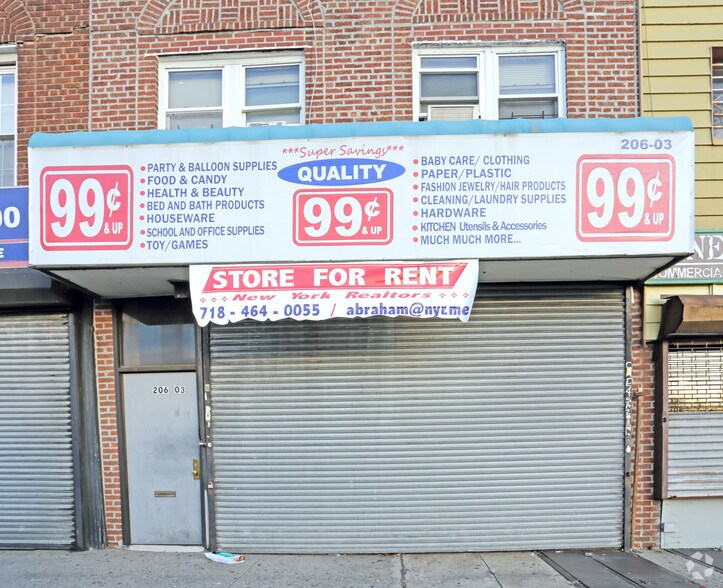 ***Super Savings***
QUALITY
99¢
& UP
206-03
99¢
& UP
• PARTY & BALLOON SUPPLIES
• FOOD & CANDY
• HEALTH & BEAUTY
• BED AND BATH PRODUCTS
• HOUSEWARE
• SCHOOL AND OFFICE SUPPLIES
• TOY/GAMES
• BABY CARE/ CLOTHING
• PAPER/PLASTIC
• FASHION JEWELRY/HAIR PRODUCTS
• CLEANING/LAUNDRY SUPPLIES
• HARDWARE
• KITCHEN Utensils & Accessories
• MUCH MUCH MORE...
99¢
& UP
STORE FOR RENT
New York Realtors
718 - 464 - 0055 / abraham@nyr.me
206 03